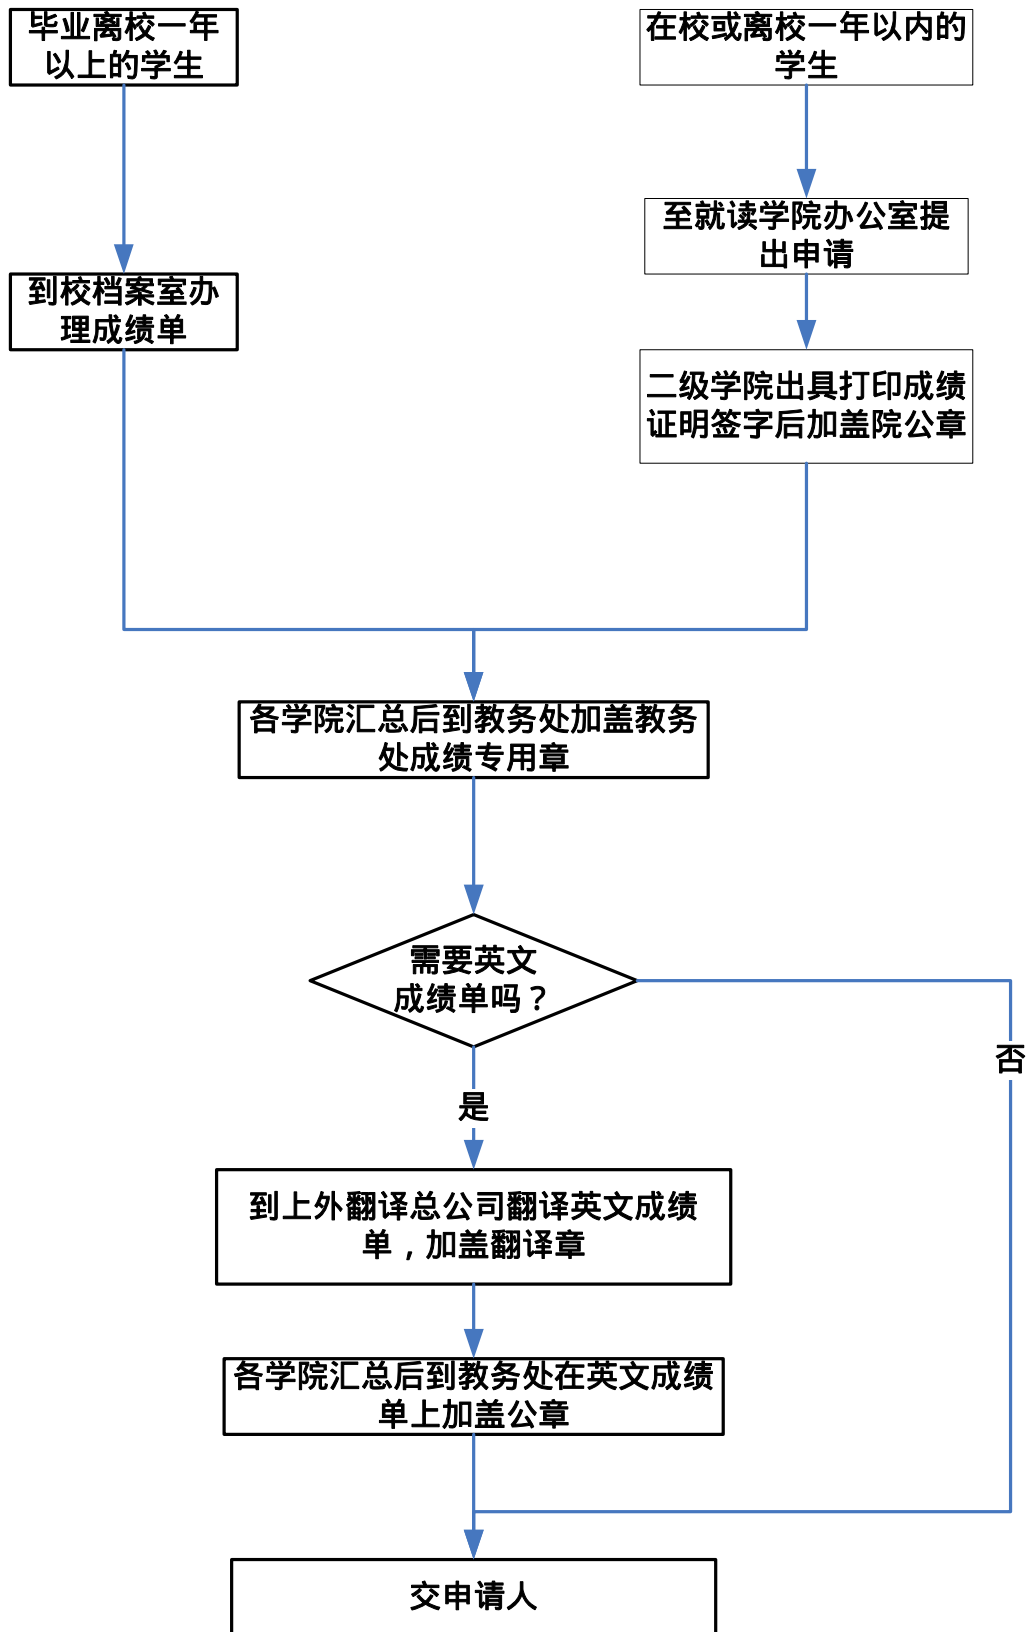 毕业离校一年
以上的学生
在校或离校一年以内的
学生
至就读学院办公室提
出申请
到校档案室办
理成绩单
二级学院出具打印成绩
证明签字后加盖院公章
各学院汇总后到教务处加盖教务
处成绩专用章
需要英文
成绩单吗？
否
是
到上外翻译总公司翻译英文成绩
单，加盖翻译章
各学院汇总后到教务处在英文成绩
单上加盖公章
交申请人